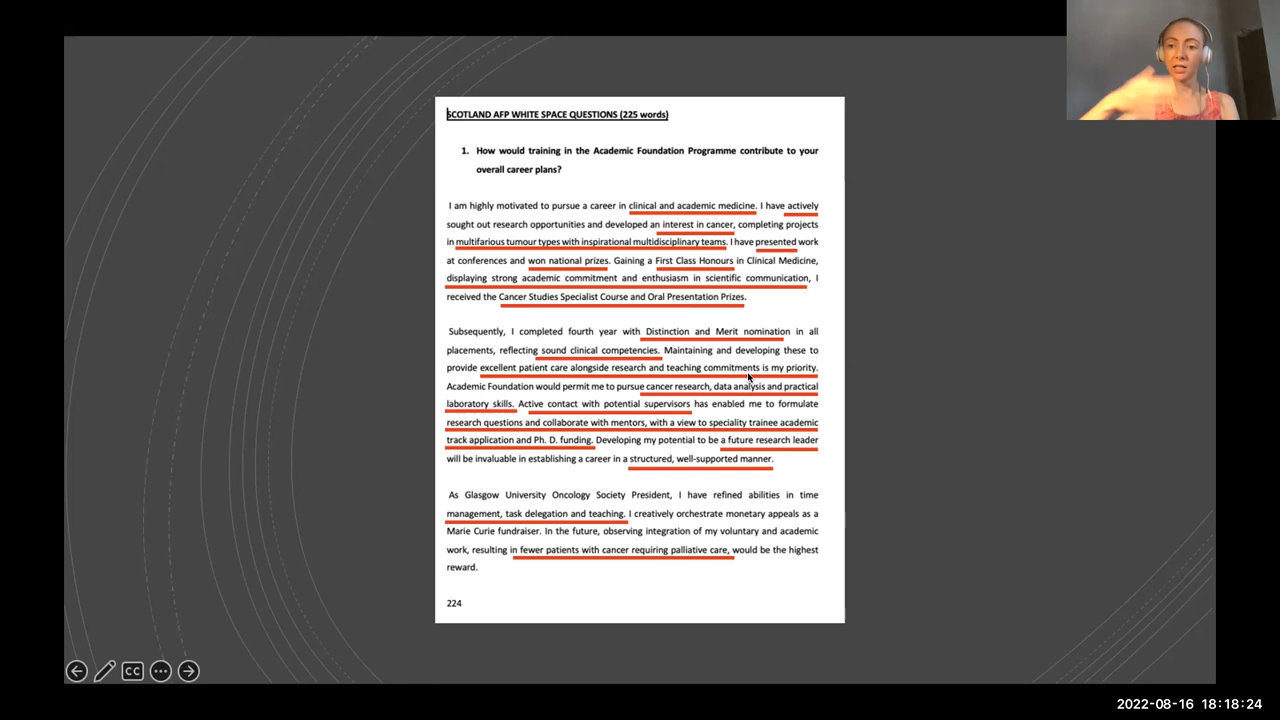 SCOTLAND AFP WHITE SPACE QUESTIONS (225 words)
1. How would training in the Academic Foundation Programme contribute to your
overall career plans?
I am highly motivated to pursue a career in clinical and academic medicine. I have actively
sought out research opportunities and developed an interest in cancer, completing projects
in multifarious tumour types with inspirational multidisciplinary teams. I have presented work
at conferences and won national prizes. Gaining a First Class Honours in Clinical Medicine,
displaying strong academic commitment and enthusiasm in scientific communication, I
received the Cancer Studies Specialist Course and Oral Presentation Prizes.
Subsequently, I completed fourth year with Distinction and Merit nomination in all
placements, reflecting sound clinical competencies. Maintaining and developing these to
provide excellent patient care alongside research and teaching commitments is my priority.
Academic Foundation would permit me to pursue cancer research, data analysis and practical
laboratory skills. Active contact with potential supervisors has enabled me to formulate
research questions and collaborate with mentors, with a view to speciality trainee academic
track application and Ph. D. funding. Developing my potential to be a future research leader
will be invaluable in establishing a career in a structured, well-supported manner.
As Glasgow University Oncology Society President, I have refined abilities in time
management, task delegation and teaching. I creatively orchestrate monetary appeals as a
Marie Curie fundraiser. In the future, observing integration of my voluntary and academic
work, resulting in fewer patients with cancer requiring palliative care, would be the highest
reward.
224
CC
2022-08-16 18:18:24